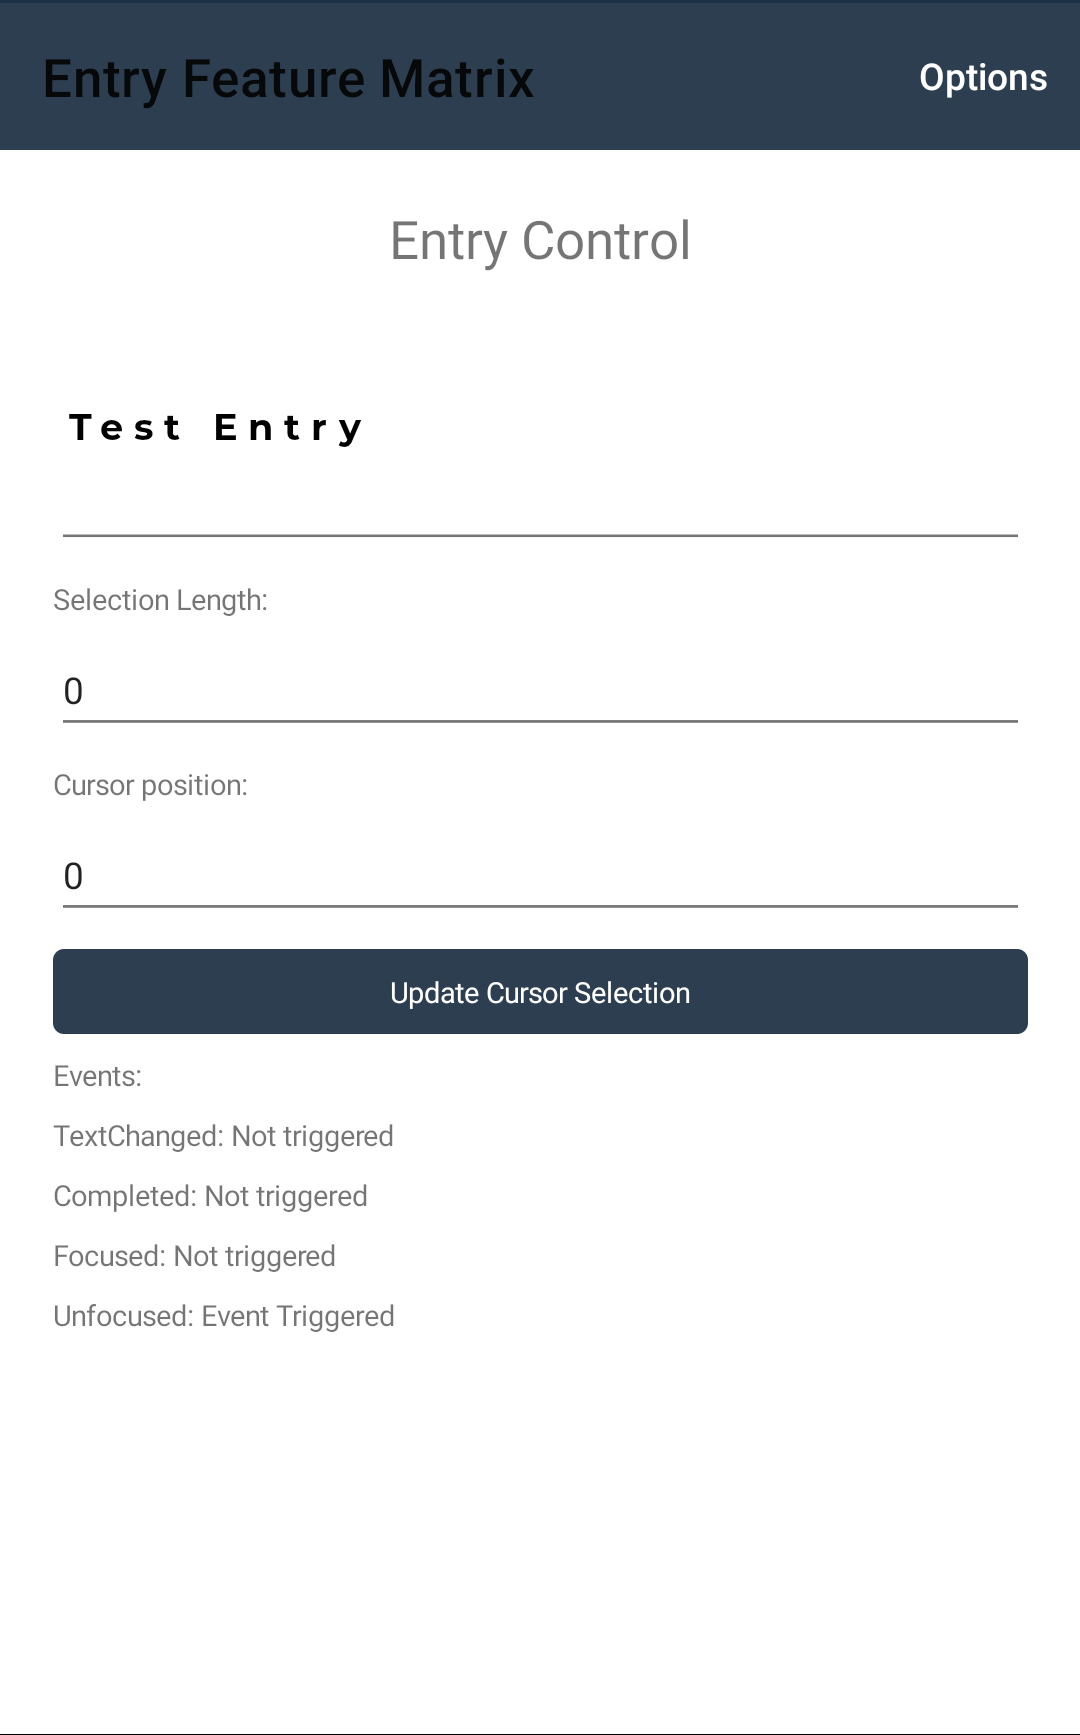 Entry Feature Matrix
Options
Entry Control
Test Entry
Selection Length:
0
Cursor position:
0
Update Cursor Selection
Events:
TextChanged: Not triggered
Completed: Not triggered
Focused: Not triggered
Unfocused: Event Triggered